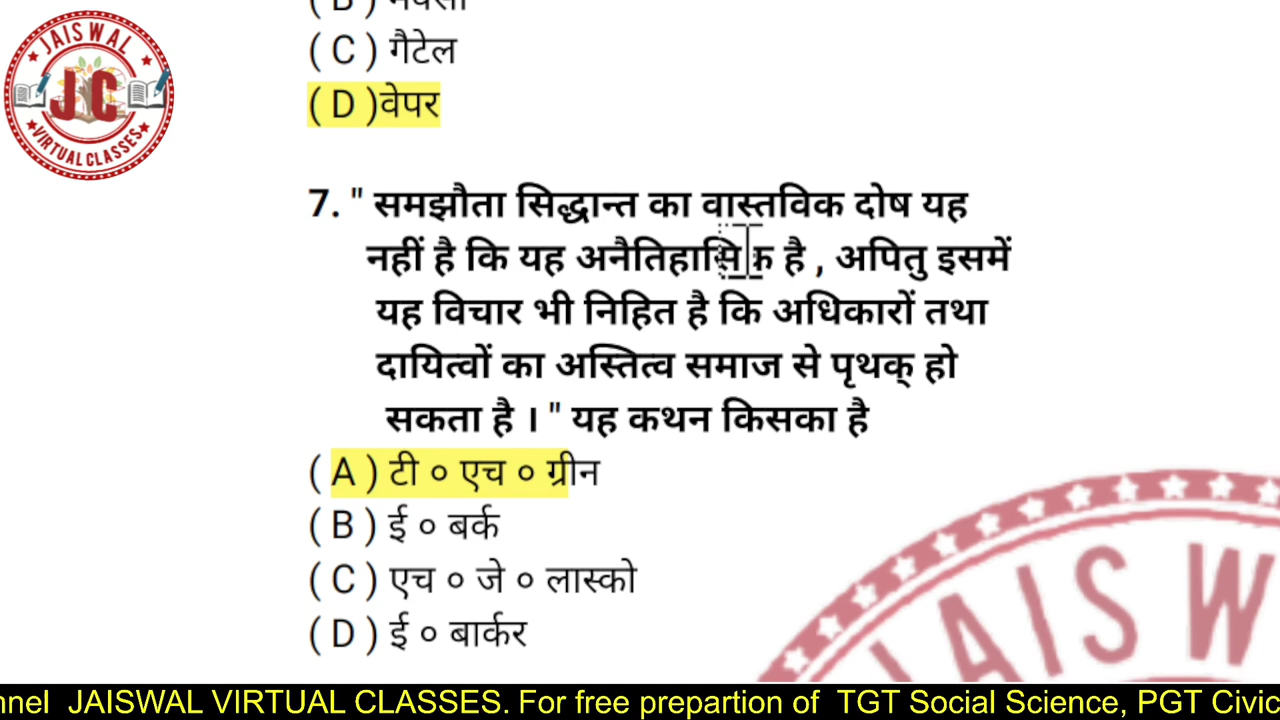 ( C ) गैटेल
( D )वेपर
JAISWAL
JC
VIRTUAL CLASSES
7. " समझौता सिद्धान्त का वास्तविक दोष यह
नहीं है कि यह अनैतिहासिक है , अपितु इसमें
यह विचार भी निहित है कि अधिकारों तथा
दायित्वों का अस्तित्व समाज से पृथक् हो
सकता है । " यह कथन किसका है
( A ) टी ० एच ० ग्रीन
( B ) ई ० बर्क
( C ) एच ० जे ० लास्को
( D ) ई ० बार्कर
JAISW
nnel JAISWAL VIRTUAL CLASSES. For free prepartion of TGT Social Science, PGT Civic